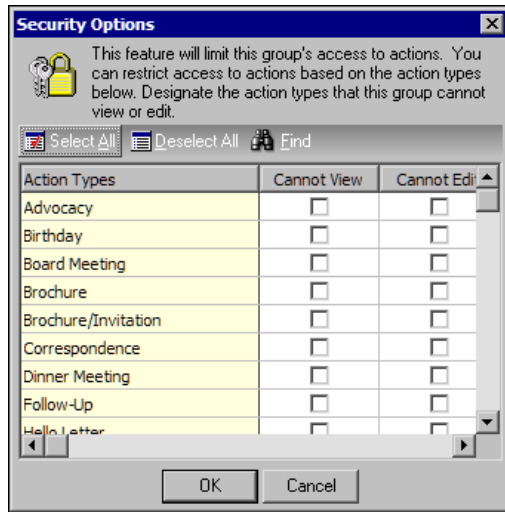 Security Options
This feature will limit this group's access to actions. You
can restrict access to actions based on the action types
below. Designate the action types that this group cannot
view or edit.
Select All Deselect All Find
Action Types Cannot View Cannot Edit
Advocacy
Birthday
Board Meeting
Brochure
Brochure/Invitation
Correspondence
Dinner Meeting
Follow-Up
Hello Letter
OK Cancel